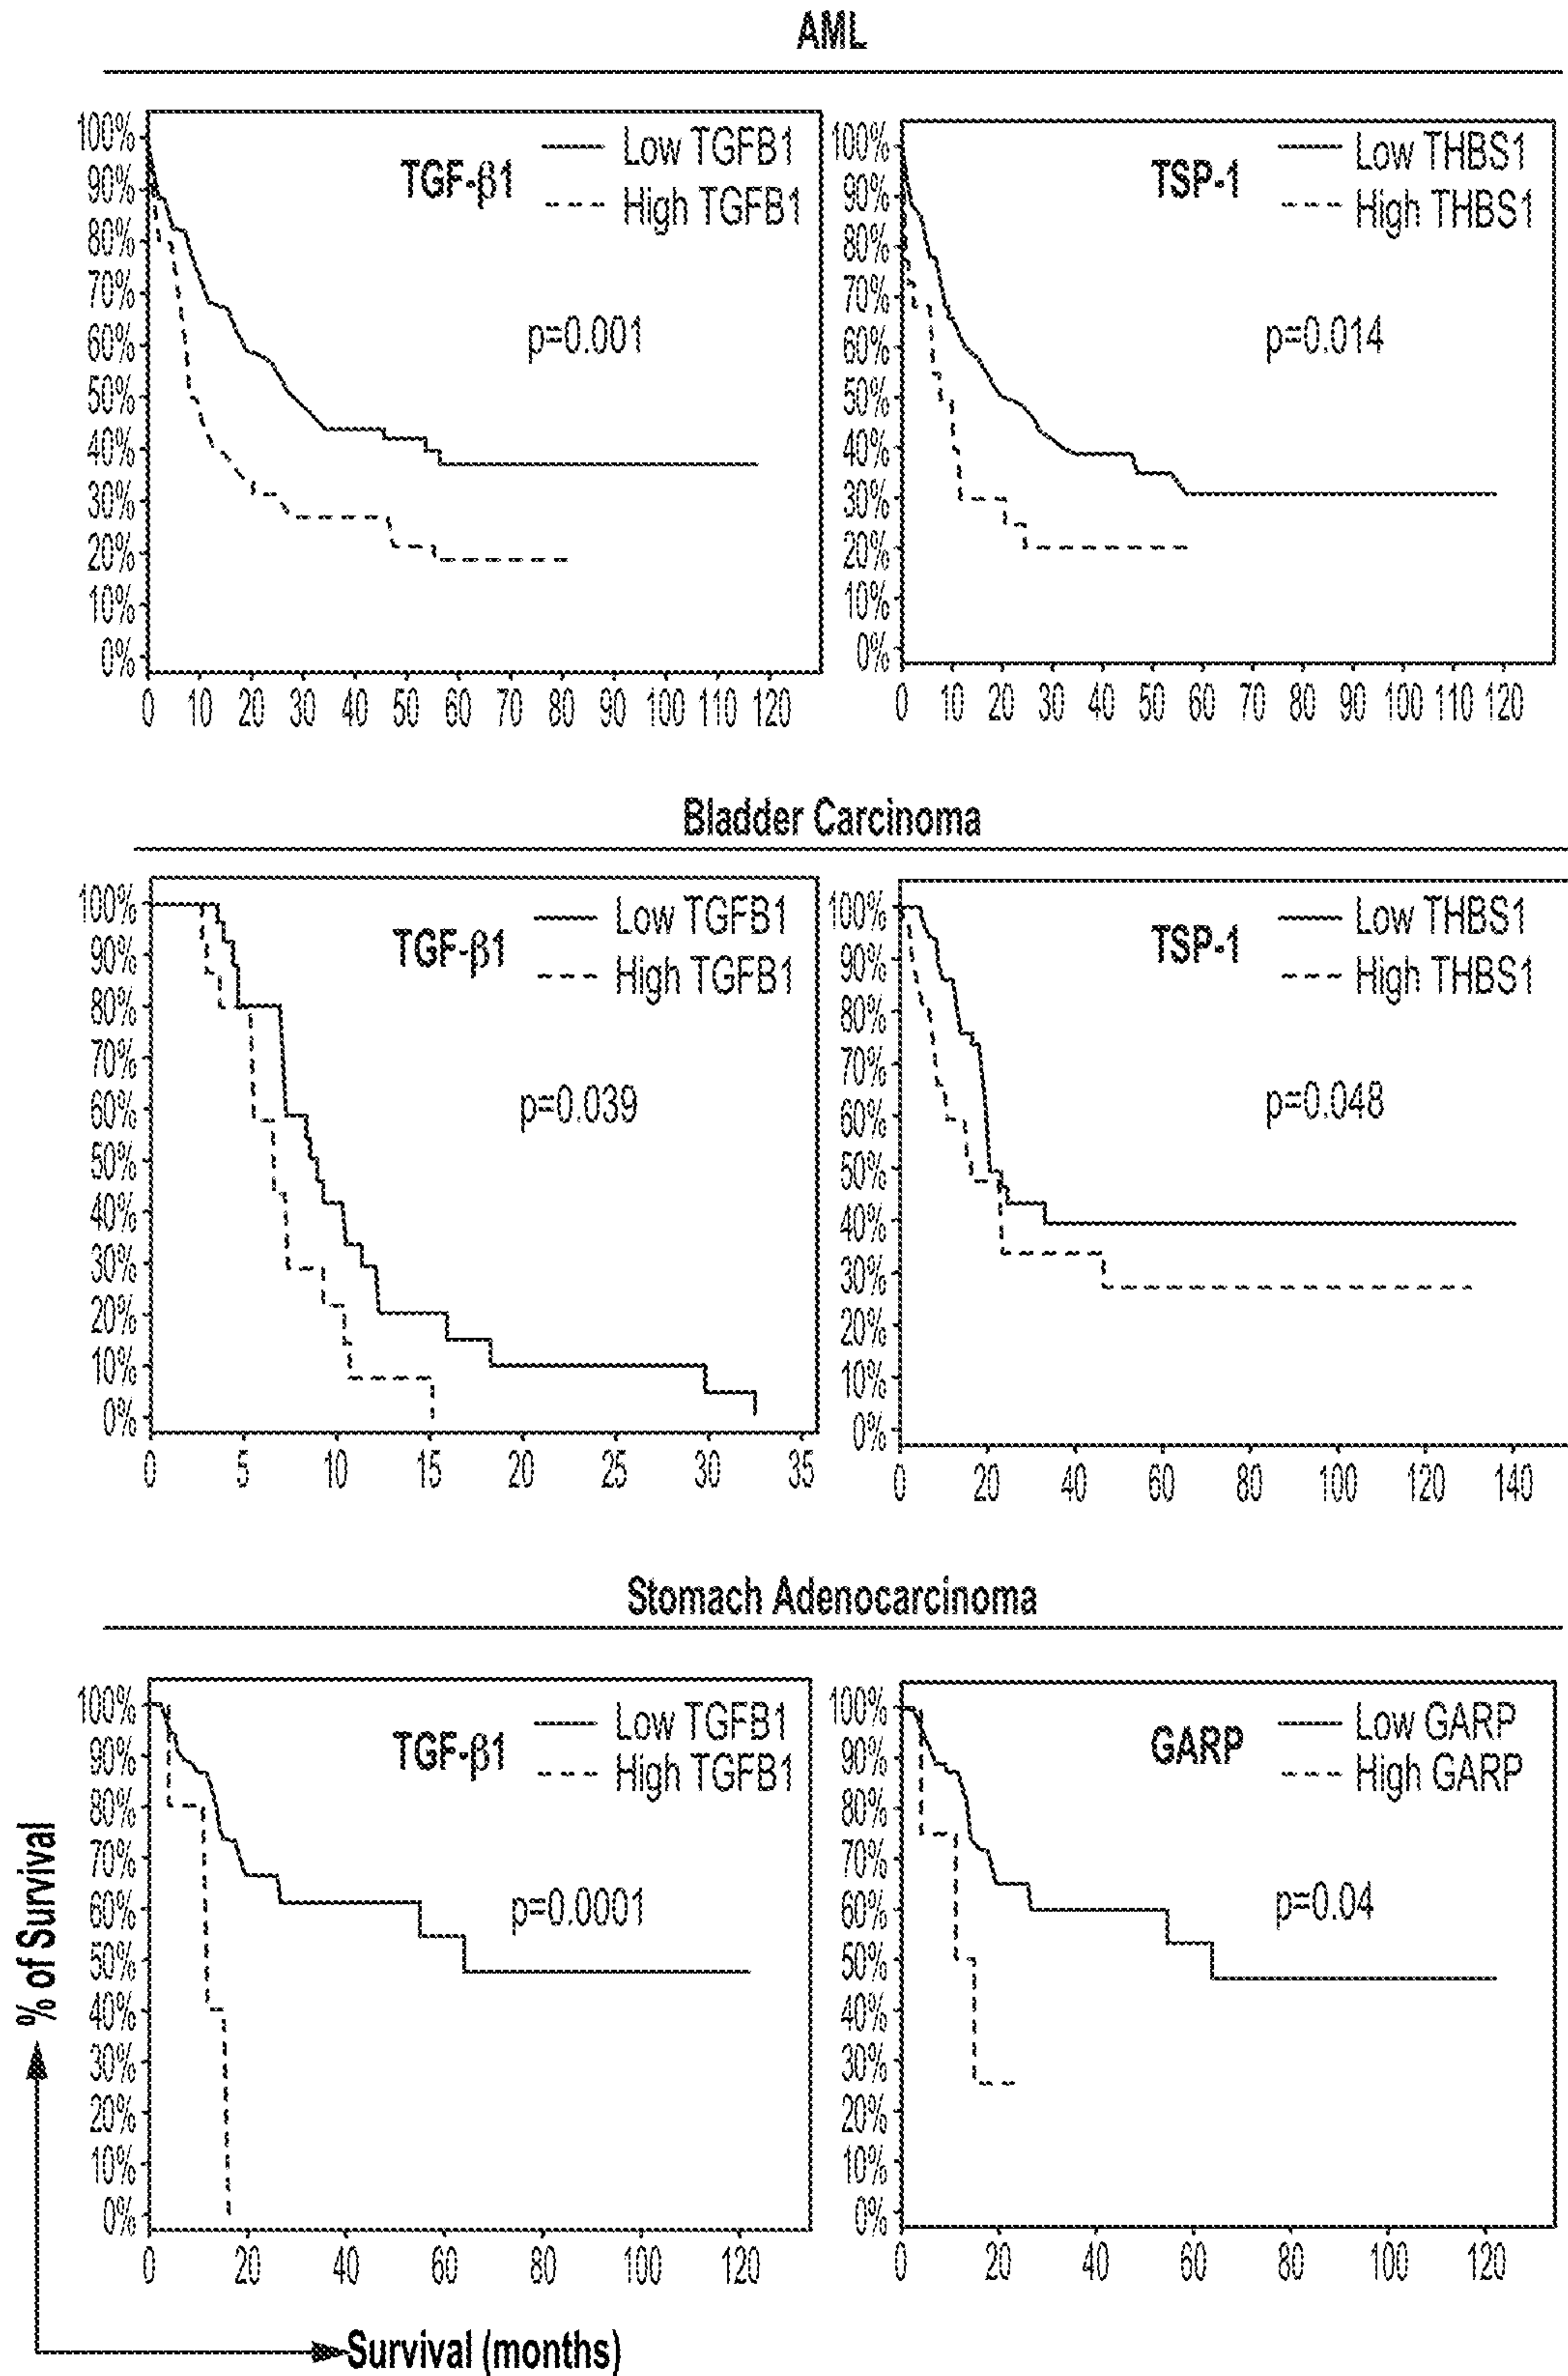 AML
TGF-β1
Low TGFB1
High TGFB1
p=0.001
100%
90%
80%
70%
60%
50%
40%
30%
20%
10%
0%
0 10 20 30 40 50 60 70 80 90 100 110 120
TSP-1
Low THBS1
High THBS1
p=0.014
100%
90%
80%
70%
60%
50%
40%
30%
20%
10%
0%
0 10 20 30 40 50 60 70 80 90 100 110 120
Bladder Carcinoma
TGF-β1
Low TGFB1
High TGFB1
p=0.039
100%
90%
80%
70%
60%
50%
40%
30%
20%
10%
0%
0 5 10 15 20 25 30 35
TSP-1
Low THBS1
High THBS1
p=0.048
100%
90%
80%
70%
60%
50%
40%
30%
20%
10%
0%
0 20 40 60 80 100 120 140
Stomach Adenocarcinoma
TGF-β1
Low TGFB1
High TGFB1
p=0.0001
100%
90%
80%
70%
60%
50%
40%
30%
20%
10%
0%
0 20 40 60 80 100 120
GARP
Low GARP
High GARP
p=0.04
100%
90%
80%
70%
60%
50%
40%
30%
20%
10%
0%
0 20 40 60 80 100 120
% of Survival
Survival (months)